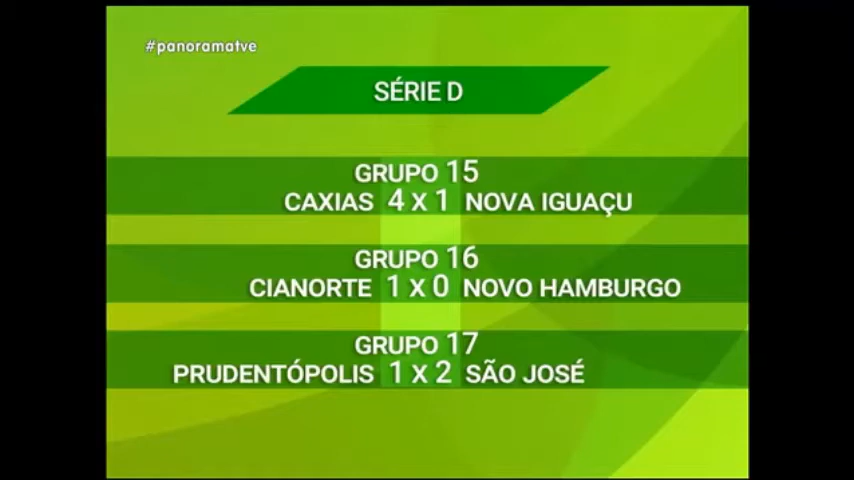 #panoramatve
SÉRIE D
GRUPO 15
CAXIAS 4 x 1 NOVA IGUAÇU
GRUPO 16
CIANORTE 1 x 0 NOVO HAMBURGO
GRUPO 17
PRUDENTÓPOLIS 1 x 2 SÃO JOSÉ